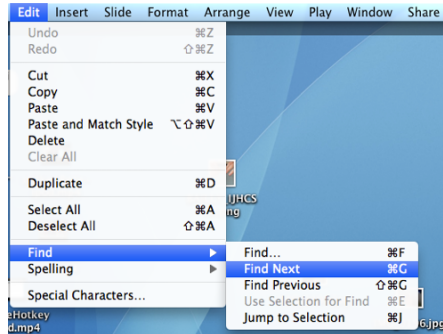 Edit Insert Slide Format Arrange View Play Window Share
Undo ⌘Z
Redo ⇧⌘Z
Cut ⌘X
Copy ⌘C
Paste ⌘V
Paste and Match Style ⌥⇧⌘V
Delete
Clear All
Duplicate ⌘D
Select All ⌘A
Deselect All ⇧⌘A
Find ▶
Spelling ▶
Special Characters...
Find... ⌘F
Find Next ⌘G
Find Previous ⇧⌘G
Use Selection for Find ⌘E
Jump to Selection ⌘J
IJHCS
ng
eHotkey
d.mp4
6.jpg